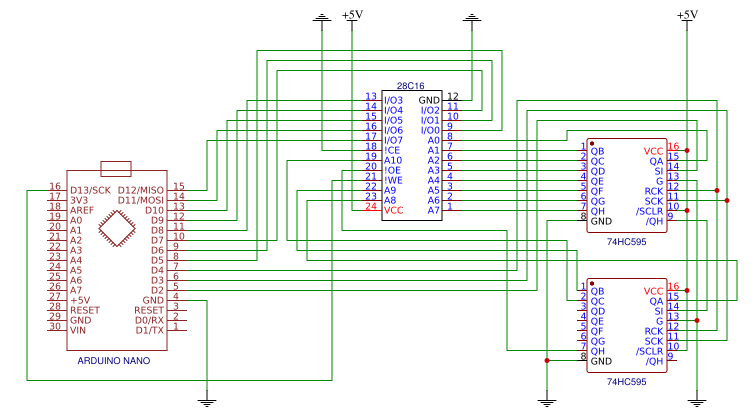 +5V +5V
28C16
13 I/O3 GND 12
14 I/O4 I/O2 11
15 I/O5 I/O1 10
16 I/O6 I/O0 9
17 I/O7 A0 8
18 !CE A1 7
19 A10 A2 6
20 !OE A3 5
21 !WE A4 4
22 A9 A5 3
23 A8 A6 2
24 VCC A7 1
1 QB VCC 16
2 QC QA 15
3 QD SI 14
4 QE G 13
5 QF RCK 12
6 QG SCK 11
7 QH /SCLR 10
8 GND /QH 9
74HC595
16 D13/SCK D12/MISO 15
17 3V3 D11/MOSI 14
18 AREF D10 13
19 A0 D9 12
20 A1 D8 11
21 A2 D7 10
22 A3 D6 9
23 A4 D5 8
24 A5 D4 7
25 A6 D3 6
26 A7 D2 5
27 +5V GND 4
28 RESET RESET 3
29 GND D0/RX 2
30 VIN D1/TX 1
ARDUINO NANO
1 QB VCC 16
2 QC QA 15
3 QD SI 14
4 QE G 13
5 QF RCK 12
6 QG SCK 11
7 QH /SCLR 10
8 GND /QH 9
74HC595